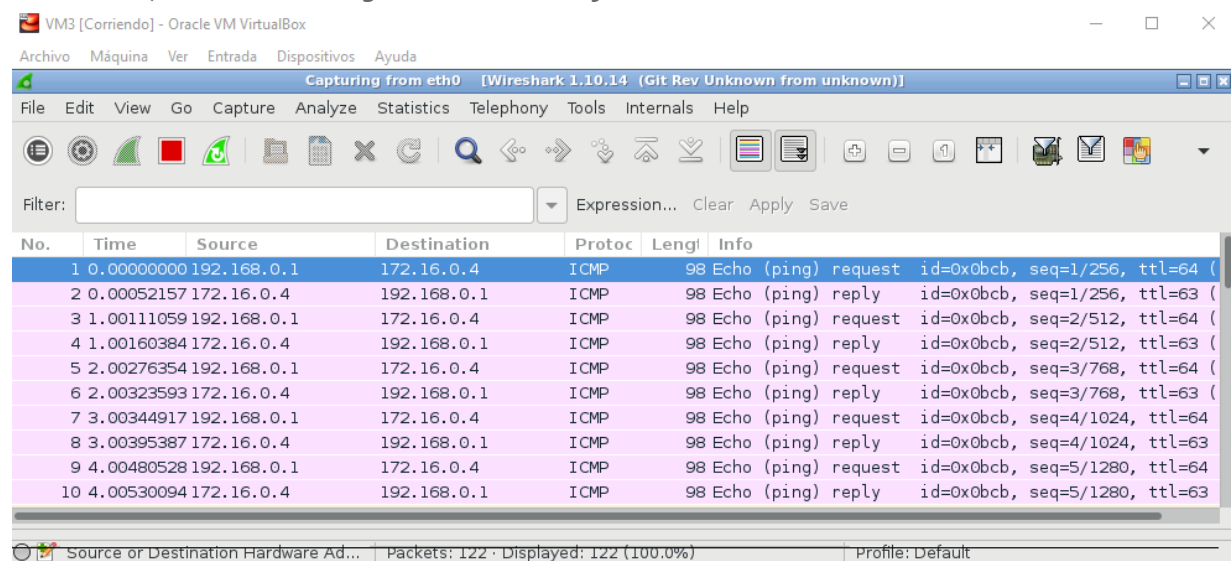 VM3 [Corriendo] - Oracle VM VirtualBox
Archivo Máquina Ver Entrada Dispositivos Ayuda
Capturing from eth0 [Wireshark 1.10.14 (Git Rev Unknown from unknown)]
File Edit View Go Capture Analyze Statistics Telephony Tools Internals Help
Filter: Expression... Clear Apply Save
No. Time Source Destination Protoc Lengt Info
1 0.00000000 192.168.0.1 172.16.0.4 ICMP 98 Echo (ping) request id=0x0bcb, seq=1/256, ttl=64 (
2 0.00052157 172.16.0.4 192.168.0.1 ICMP 98 Echo (ping) reply id=0x0bcb, seq=1/256, ttl=63 (
3 1.00111059 192.168.0.1 172.16.0.4 ICMP 98 Echo (ping) request id=0x0bcb, seq=2/512, ttl=64 (
4 1.00160384 172.16.0.4 192.168.0.1 ICMP 98 Echo (ping) reply id=0x0bcb, seq=2/512, ttl=63 (
5 2.00276354 192.168.0.1 172.16.0.4 ICMP 98 Echo (ping) request id=0x0bcb, seq=3/768, ttl=64 (
6 2.00323593 172.16.0.4 192.168.0.1 ICMP 98 Echo (ping) reply id=0x0bcb, seq=3/768, ttl=63 (
7 3.00344917 192.168.0.1 172.16.0.4 ICMP 98 Echo (ping) request id=0x0bcb, seq=4/1024, ttl=64
8 3.00395387 172.16.0.4 192.168.0.1 ICMP 98 Echo (ping) reply id=0x0bcb, seq=4/1024, ttl=63
9 4.00480528 192.168.0.1 172.16.0.4 ICMP 98 Echo (ping) request id=0x0bcb, seq=5/1280, ttl=64
10 4.00530094 172.16.0.4 192.168.0.1 ICMP 98 Echo (ping) reply id=0x0bcb, seq=5/1280, ttl=63
Source or Destination Hardware Ad... Packets: 122 · Displayed: 122 (100.0%) Profile: Default